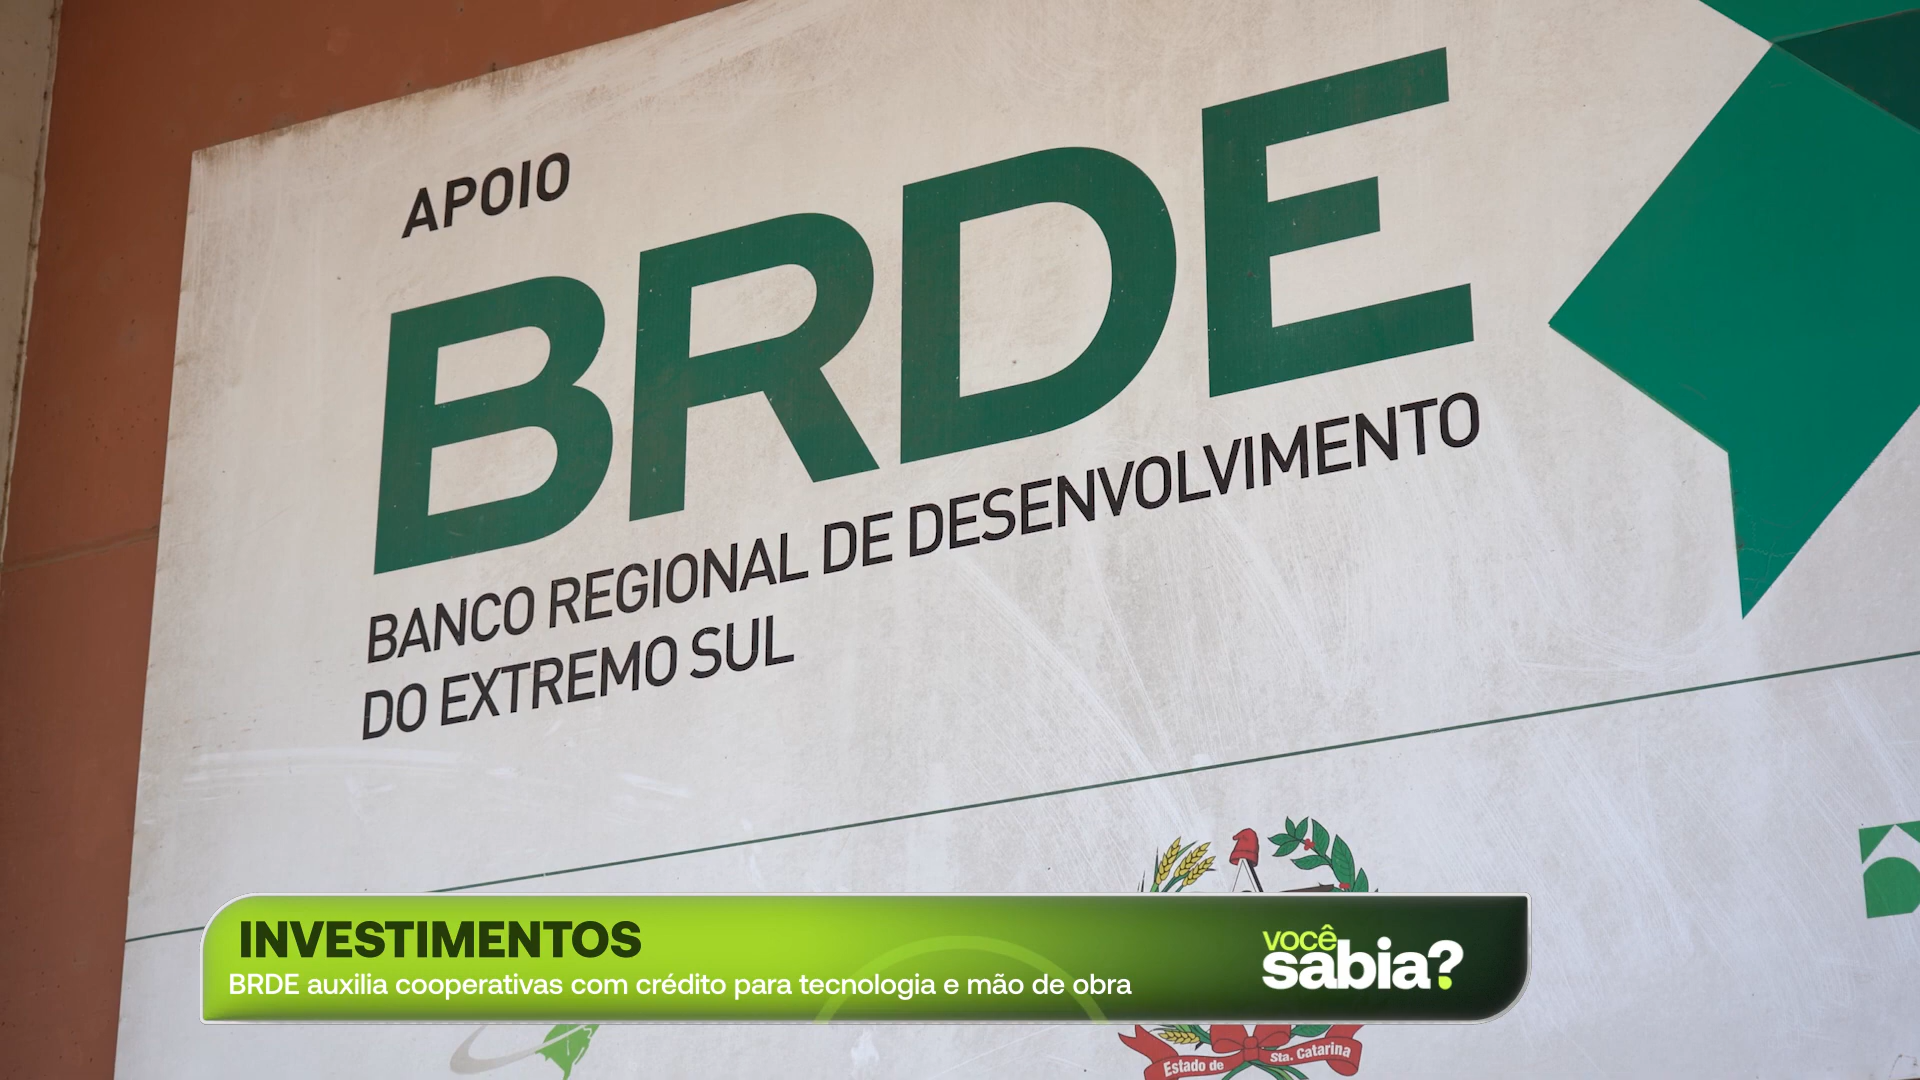 APOIO
BRDE
BANCO REGIONAL DE DESENVOLVIMENTO
DO EXTREMO SUL
INVESTIMENTOS
BRDE auxilia cooperativas com crédito para tecnologia e mão de obra
você
sabia?
Estado de Sta. Catarina